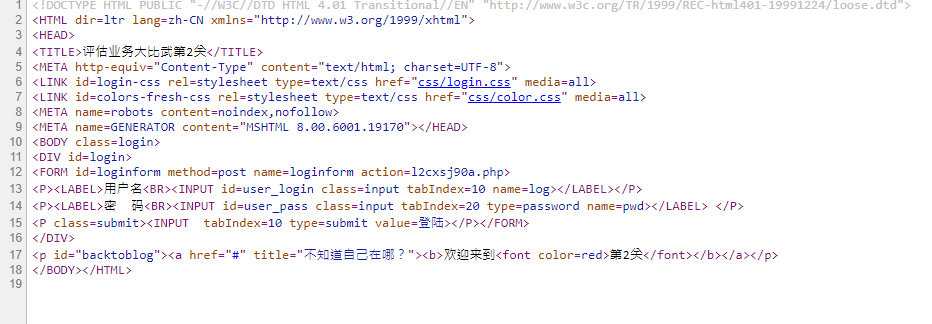 1 <!DOCTYPE HTML PUBLIC "-//W3C//DTD HTML 4.01 Transitional//EN" "http://www.w3c.org/TR/1999/REC-html401-19991224/loose.dtd">
2 <HTML dir=ltr lang=zh-CN xmlns="http://www.w3.org/1999/xhtml">
3 <HEAD>
4 <TITLE>评估业务大比武第2关</TITLE>
5 <META http-equiv="Content-Type" content="text/html; charset=UTF-8">
6 <LINK id=login-css rel=stylesheet type=text/css href="css/login.css" media=all>
7 <LINK id=colors-fresh-css rel=stylesheet type=text/css href="css/color.css" media=all>
8 <META name=robots content=noindex,nofollow>
9 <META name=GENERATOR content="MSHTML 8.00.6001.19170"></HEAD>
10 <BODY class=login>
11 <DIV id=login>
12 <FORM id=loginform method=post name=loginform action=l2cxsj90a.php>
13 <P><LABEL>用户名<BR><INPUT id=user_login class=input tabIndex=10 name=log></LABEL></P>
14 <P><LABEL>密　码<BR><INPUT id=user_pass class=input tabIndex=20 type=password name=pwd></LABEL> </P>
15 <P class=submit><INPUT  tabIndex=10 type=submit value=登陆></P></FORM>
16 </DIV>
17 <p id="backtoblog"><a href="#" title="不知道自己在哪？"><b>欢迎来到<font color=red>第2关</font></b></a></p>
18 </BODY></HTML>
19